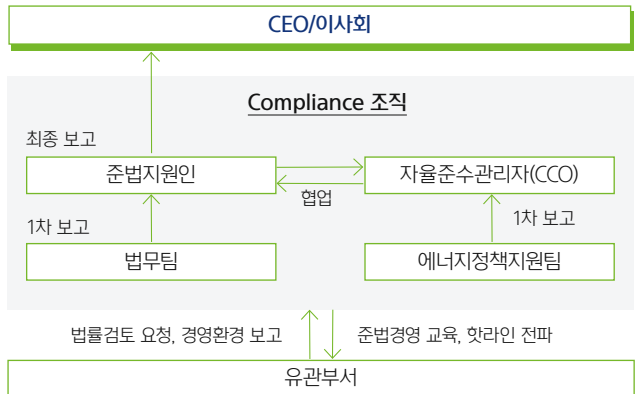 CEO/이사회
Compliance 조직
최종 보고
준법지원인
자율준수관리자(CCO)
협업
1차 보고
1차 보고
법무팀
에너지정책지원팀
법률검토 요청, 경영환경 보고
준법경영 교육, 핫라인 전파
유관부서